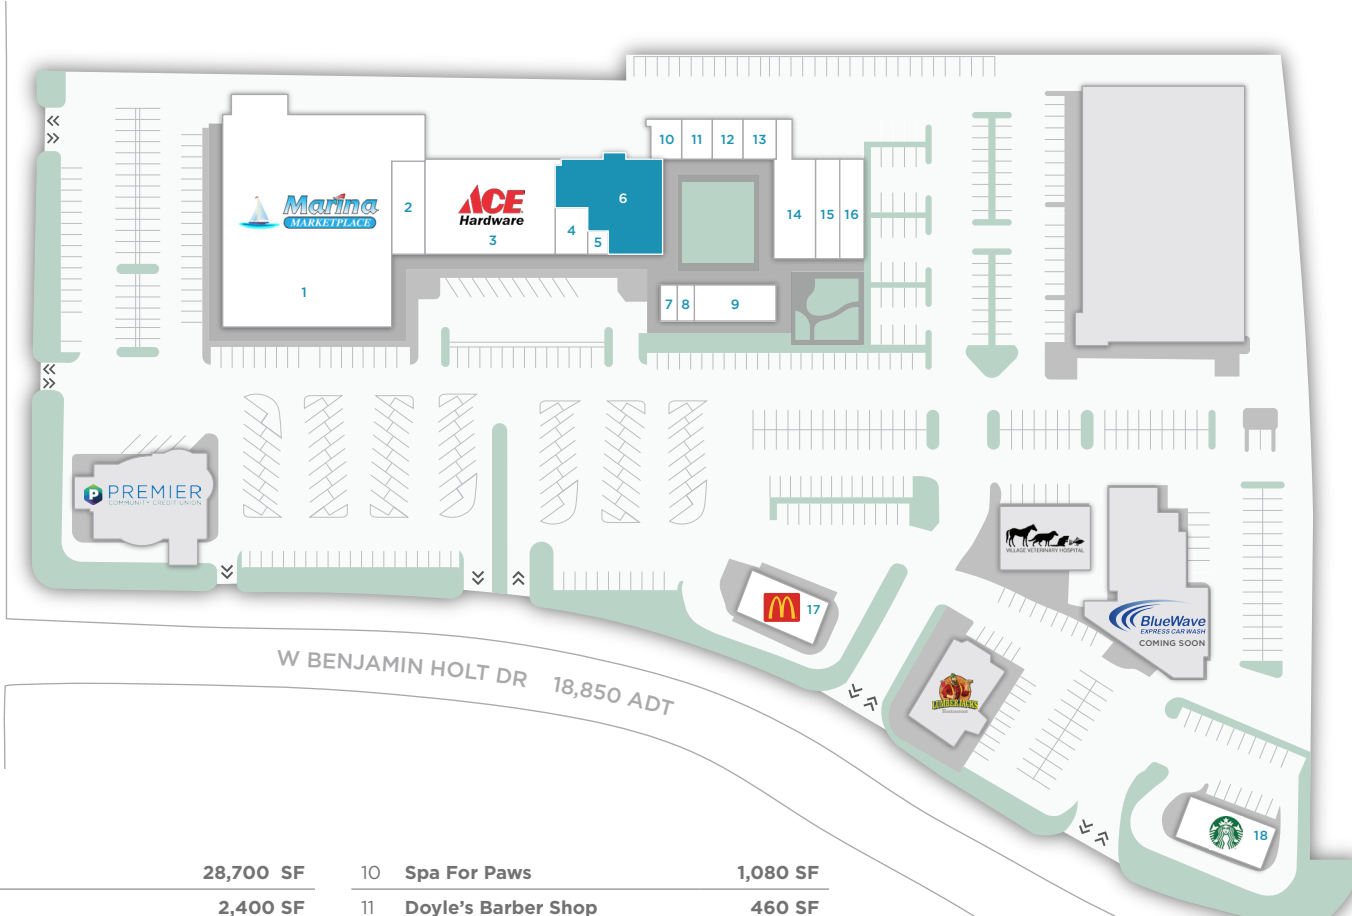 10 11 12 13
Marina
MARKETPLACE
2
ACE
Hardware
3
6
4
5
14 15 16
1
7 8 9
P PREMIER
COMMUNITY CREDIT UNION
VILLAGE VETERINARY HOSPITAL
17
BlueWave
EXPRESS CAR WASH
COMING SOON
W BENJAMIN HOLT DR 18,850 ADT
LUMBERJACKS
18
28,700 SF 10 Spa For Paws 1,080 SF
2,400 SF 11 Doyle's Barber Shop 460 SF